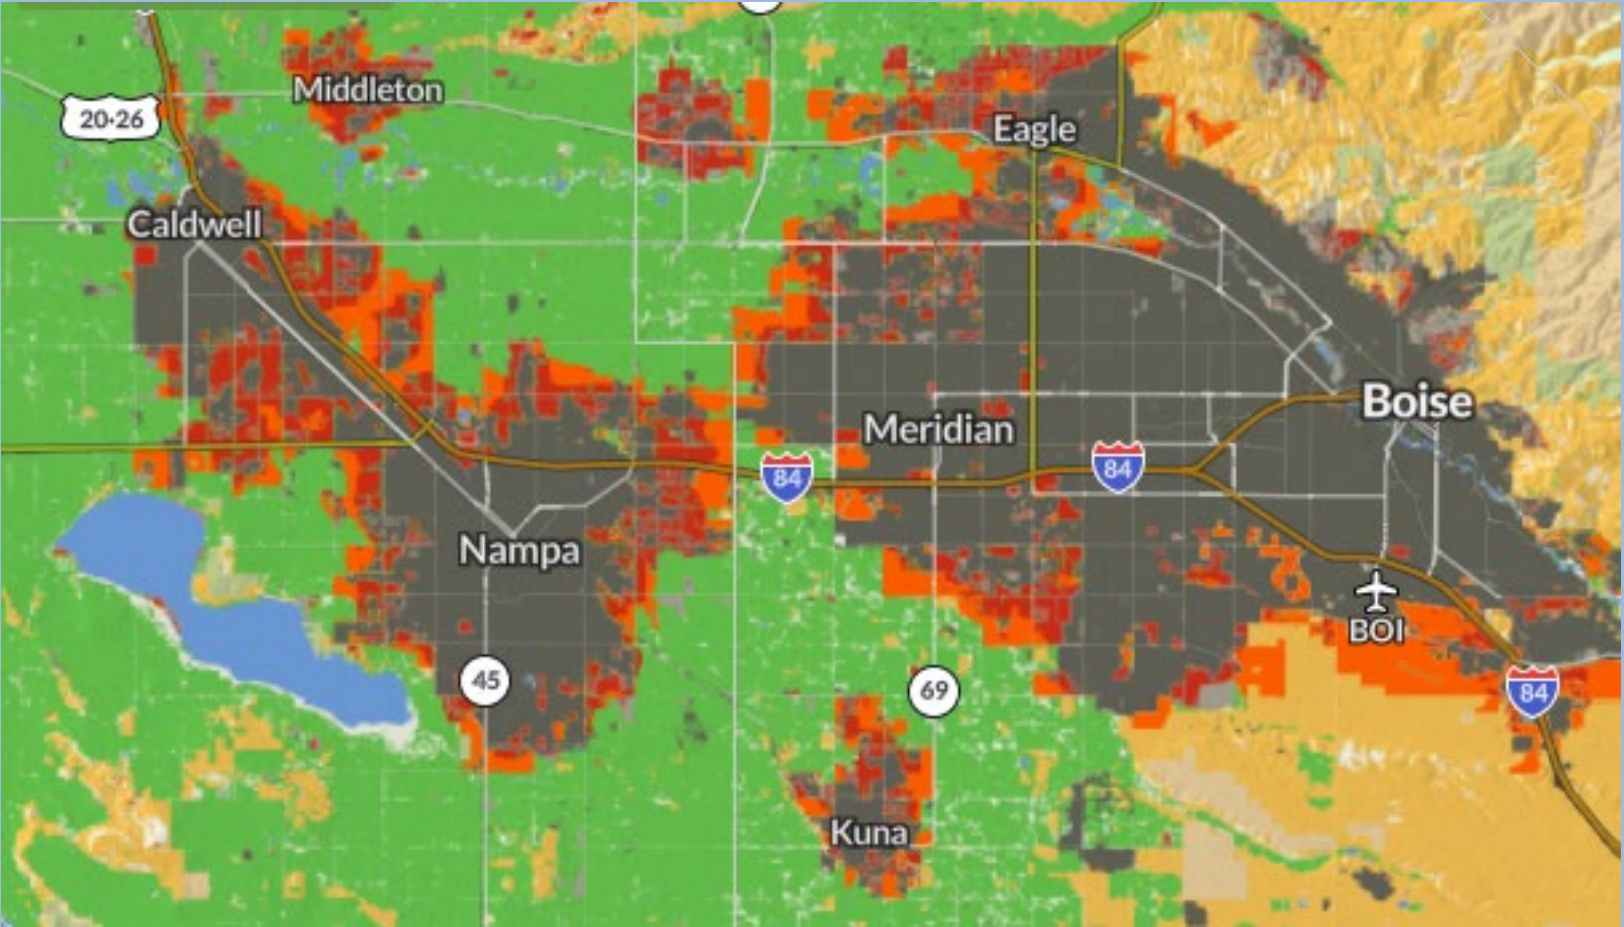 Middleton
20·26
Eagle
Caldwell
Boise
Meridian
84
84
Nampa
BOI
45
69
84
Kuna